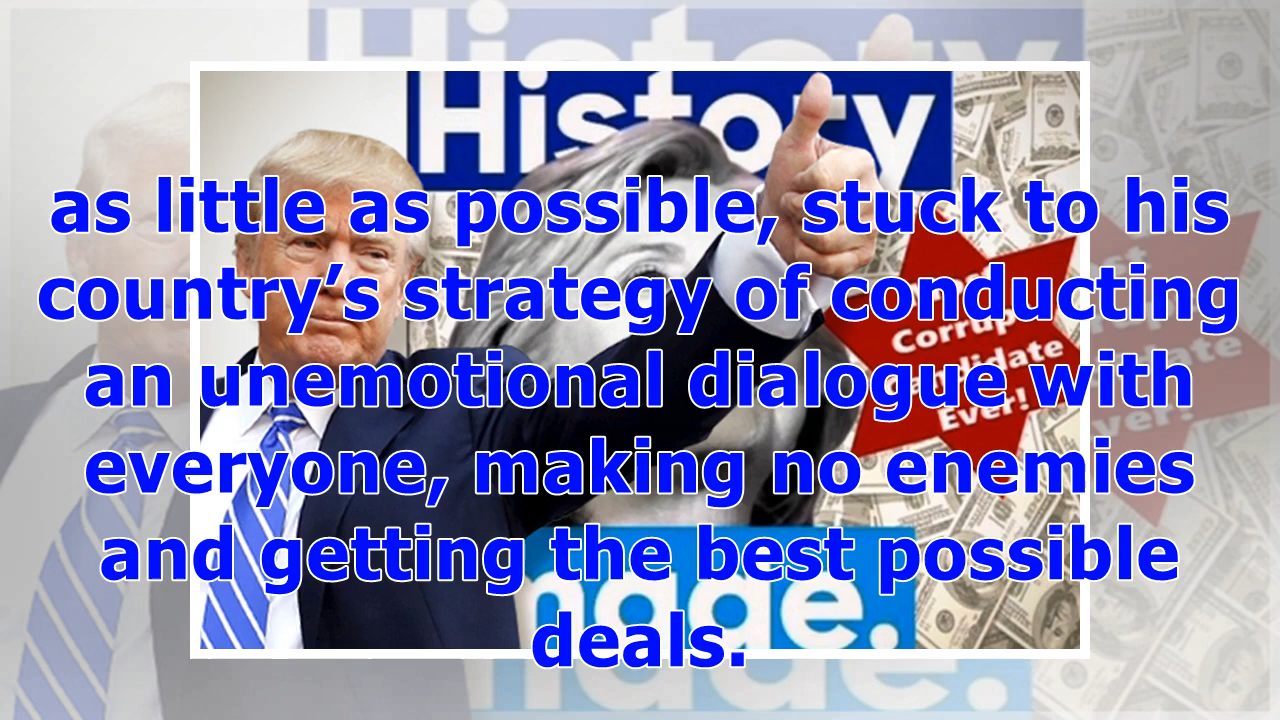 History
as little as possible, stuck to his
country’s strategy of conducting
an unemotional dialogue with
everyone, making no enemies
and getting the best possible
deals.
Corrupt
Candidate
Ever!